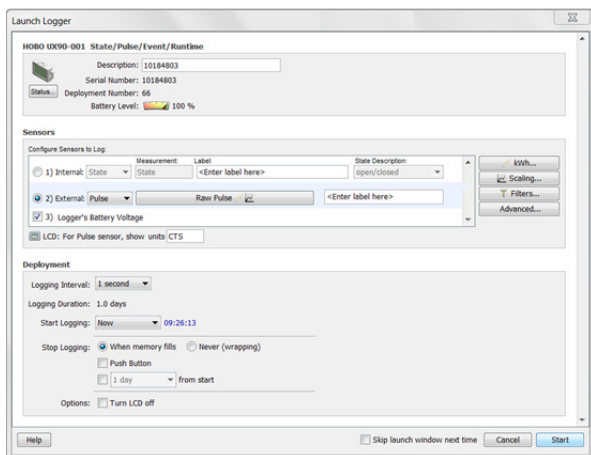 Launch Logger
HOBO UX90-001 State/Pulse/Event/Runtime
Description: 10184803
Serial Number: 10184803
Status... Deployment Number: 66
Battery Level: 100 %
Sensors
Configure Sensors to Log:
Measurement: Label: State Description:
1) Internal: State State <Enter label here> open/closed
kWh...
Scaling...
2) External: Pulse Raw Pulse <Enter label here>
Filters...
Advanced...
3) Logger's Battery Voltage
LCD: For Pulse sensor, show units CTS
Deployment
Logging Interval: 1 second
Logging Duration: 1.0 days
Start Logging: Now 09:26:13
Stop Logging: When memory fills Never (wrapping)
Push Button
1 day from start
Options: Turn LCD off
Help Skip launch window next time Cancel Start